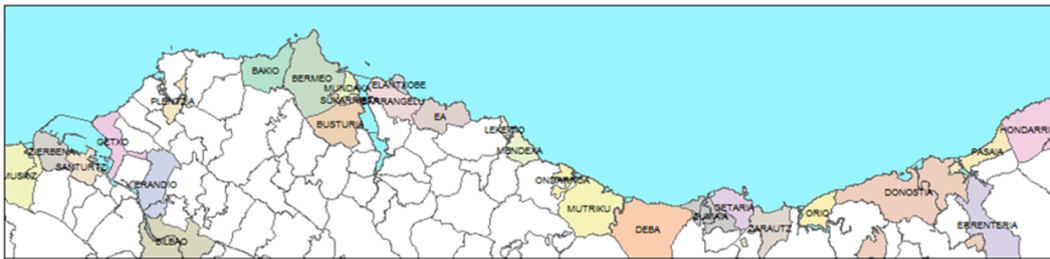 BAKIO
BERMEO
MUNDAKA
ELANTXOBE
PLENTZIA
SUKARRIETA
IBARRANGELU
EA
BUSTURIA
LEKEITIO
GETXO
MENDEXA
ZIERBENA
SANTURTZI
MUSKIZ
ERANDIO
ONDARROA
MUTRIKU
BILBAO
DEBA
ZUMAIA
GETARIA
ZARAUTZ
ORIO
DONOSTIA
PASAIA
HONDARRI
ERRENTERIA